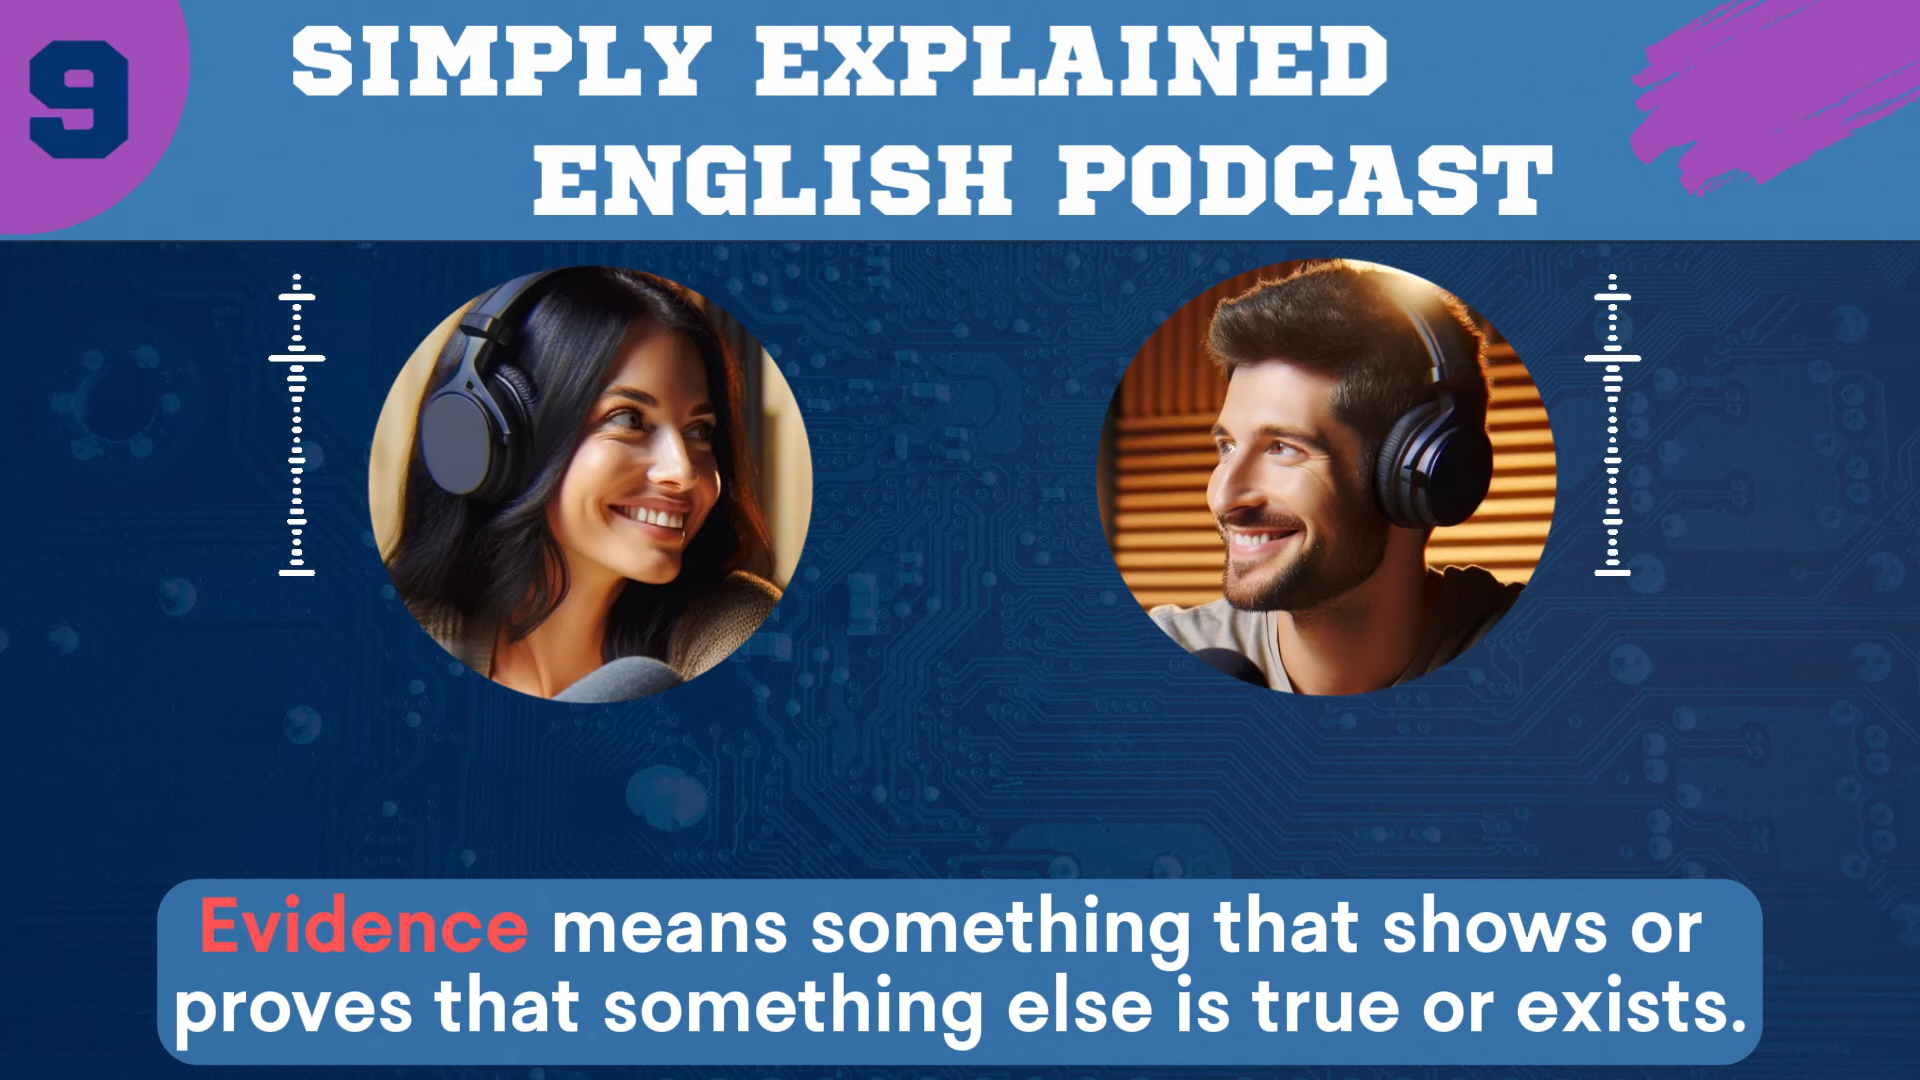 9
SIMPLY EXPLAINED
ENGLISH PODCAST
Evidence means something that shows or
proves that something else is true or exists.